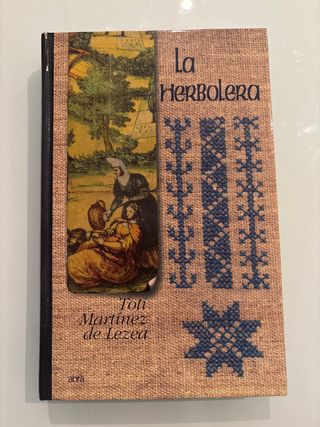 La
HERBOLERA
Toti
Martínez
de Lezea
abra